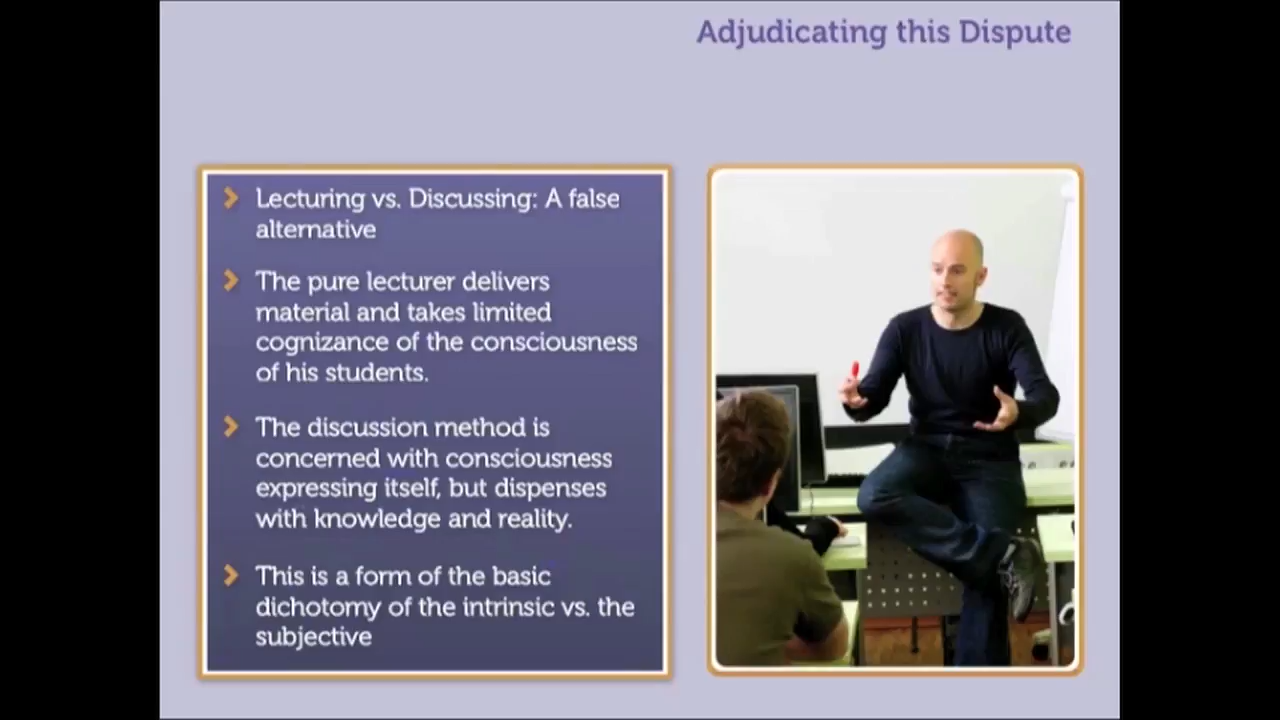 Adjudicating this Dispute
Lecturing vs. Discussing: A false
alternative
The pure lecturer delivers
material and takes limited
cognizance of the consciousness
of his students.
The discussion method is
concerned with consciousness
expressing itself, but dispenses
with knowledge and reality.
This is a form of the basic
dichotomy of the intrinsic vs. the
subjective